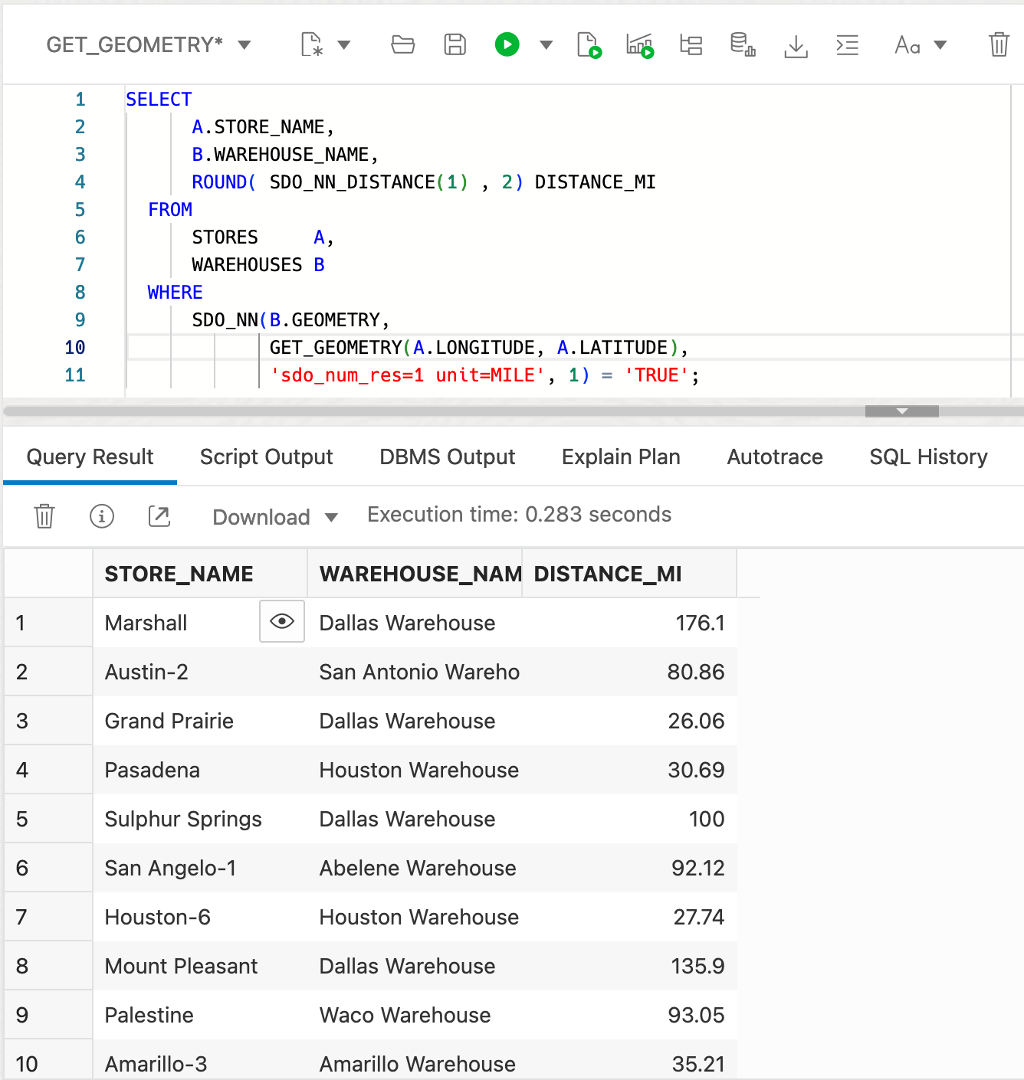 GET_GEOMETRY*
Aa
1 SELECT
2 A.STORE_NAME,
3 B.WAREHOUSE_NAME,
4 ROUND( SDO_NN_DISTANCE(1) , 2) DISTANCE_MI
5 FROM
6 STORES A,
7 WAREHOUSES B
8 WHERE
9 SDO_NN(B.GEOMETRY,
10 GET_GEOMETRY(A.LONGITUDE, A.LATITUDE),
11 'sdo_num_res=1 unit=MILE', 1) = 'TRUE';
Query Result Script Output DBMS Output Explain Plan Autotrace SQL History
Download Execution time: 0.283 seconds
STORE_NAME WAREHOUSE_NAM DISTANCE_MI
1 Marshall Dallas Warehouse 176.1
2 Austin-2 San Antonio Wareho 80.86
3 Grand Prairie Dallas Warehouse 26.06
4 Pasadena Houston Warehouse 30.69
5 Sulphur Springs Dallas Warehouse 100
6 San Angelo-1 Abelene Warehouse 92.12
7 Houston-6 Houston Warehouse 27.74
8 Mount Pleasant Dallas Warehouse 135.9
9 Palestine Waco Warehouse 93.05
10 Amarillo-3 Amarillo Warehouse 35.21